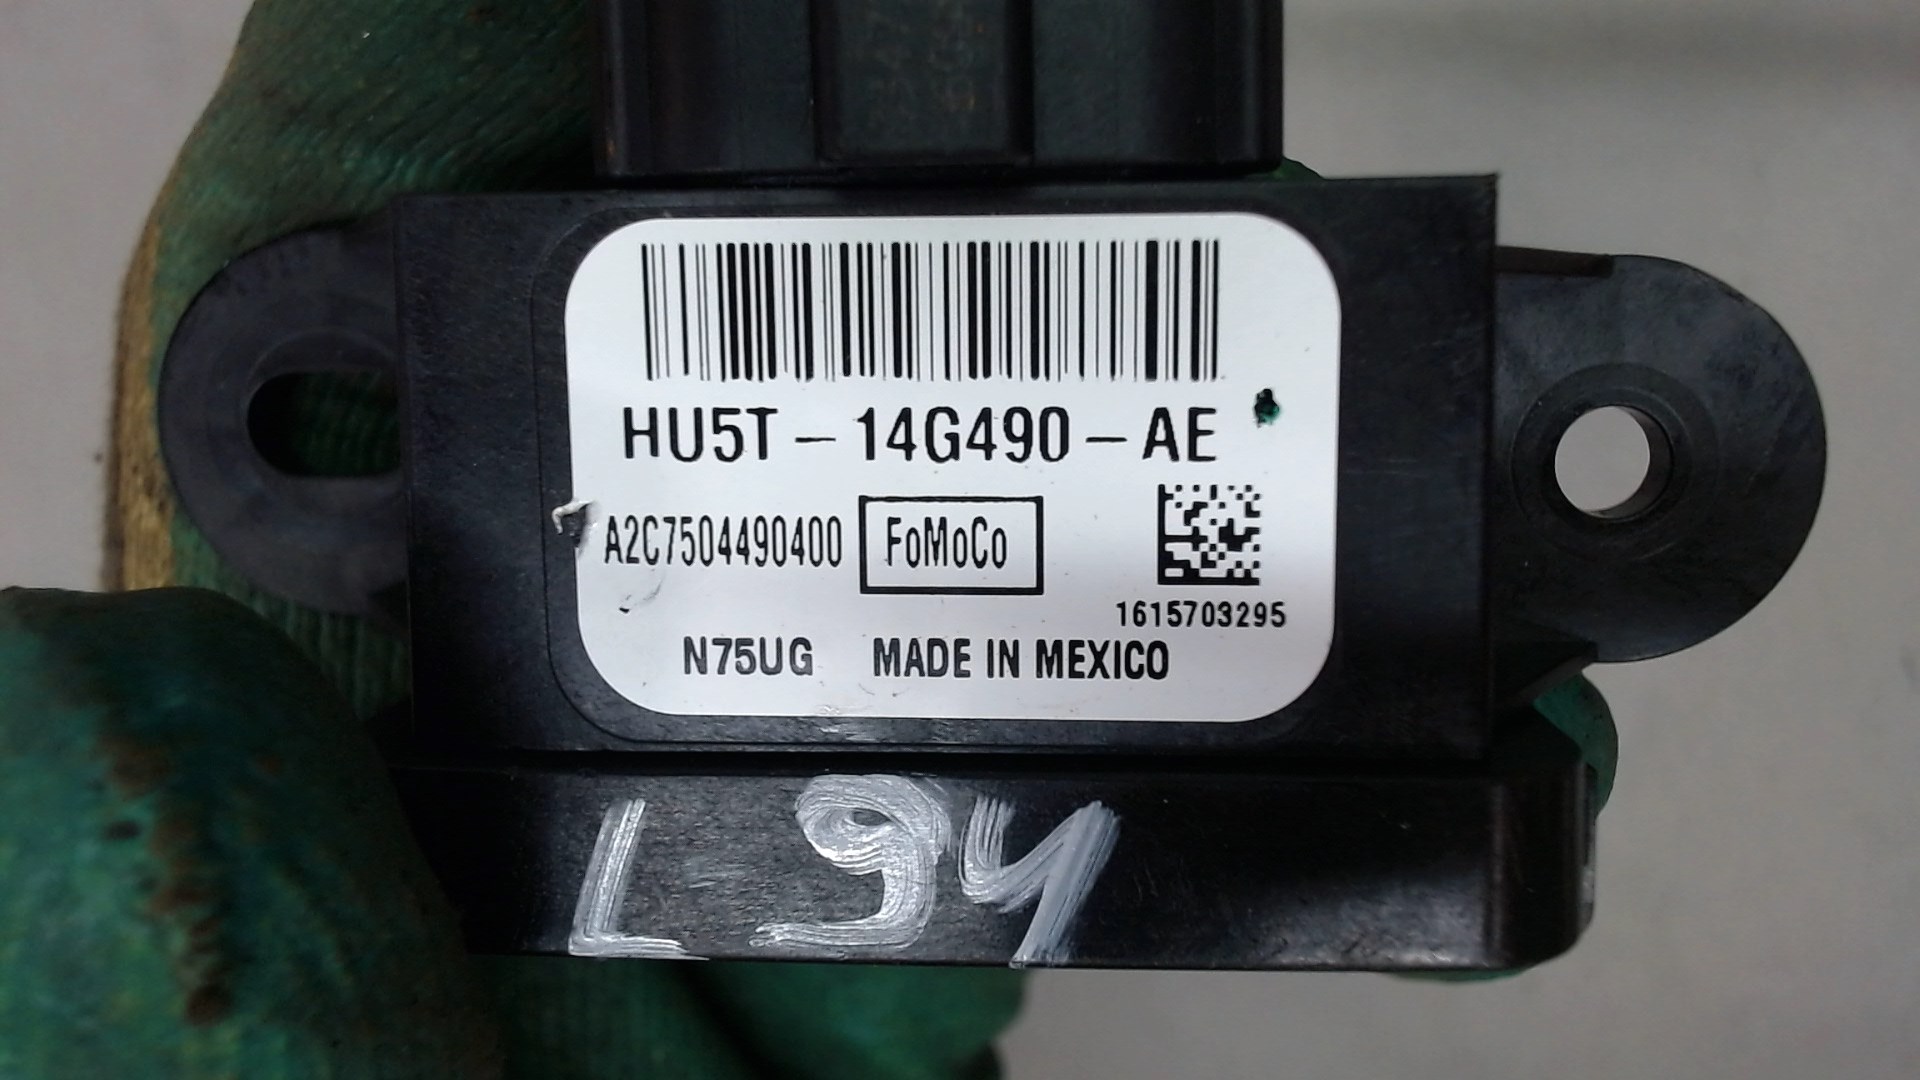 HU5T-14G490-AE
A2C7504490400 FoMoCo
1615703295
N75UG MADE IN MEXICO
L 94